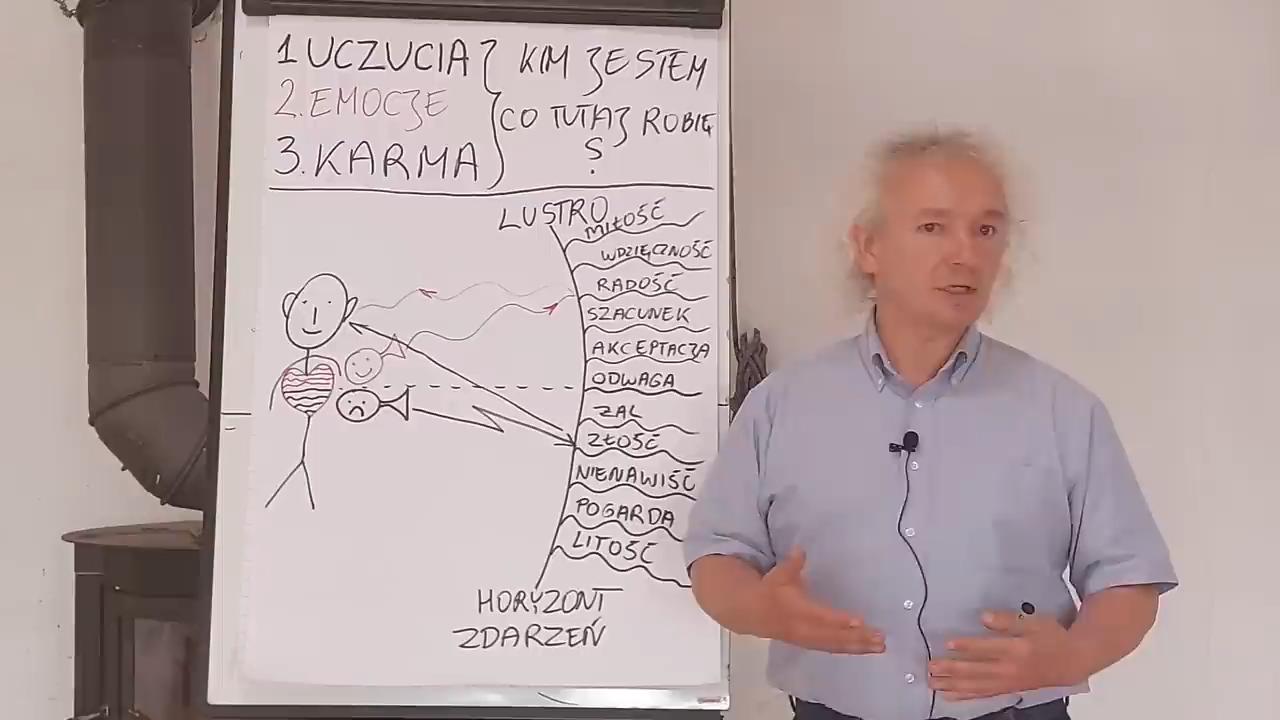 1 UCZUCIA } KIM JESTEM
2. EMOCJE } CO TUTAJ ROBIĘ
3. KARMA ?
LUSTRO
MIŁOŚĆ
WDZIĘCZNOŚĆ
RADOŚĆ
SZACUNEK
AKCEPTACJA
ODWAGA
ŻAL
ZŁOŚĆ
NIENAWIŚĆ
POGARDA
LITOŚĆ
HORYZONT
ZDARZEŃ